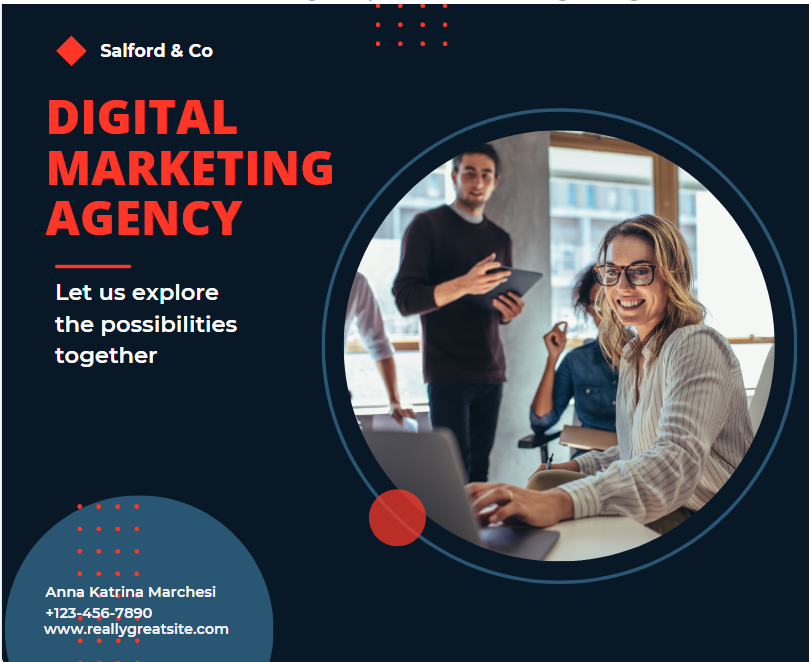 Salford & Co
DIGITAL
MARKETING
AGENCY
Let us explore
the possibilities
together
Anna Katrina Marchesi
+123-456-7890
www.reallygreatsite.com